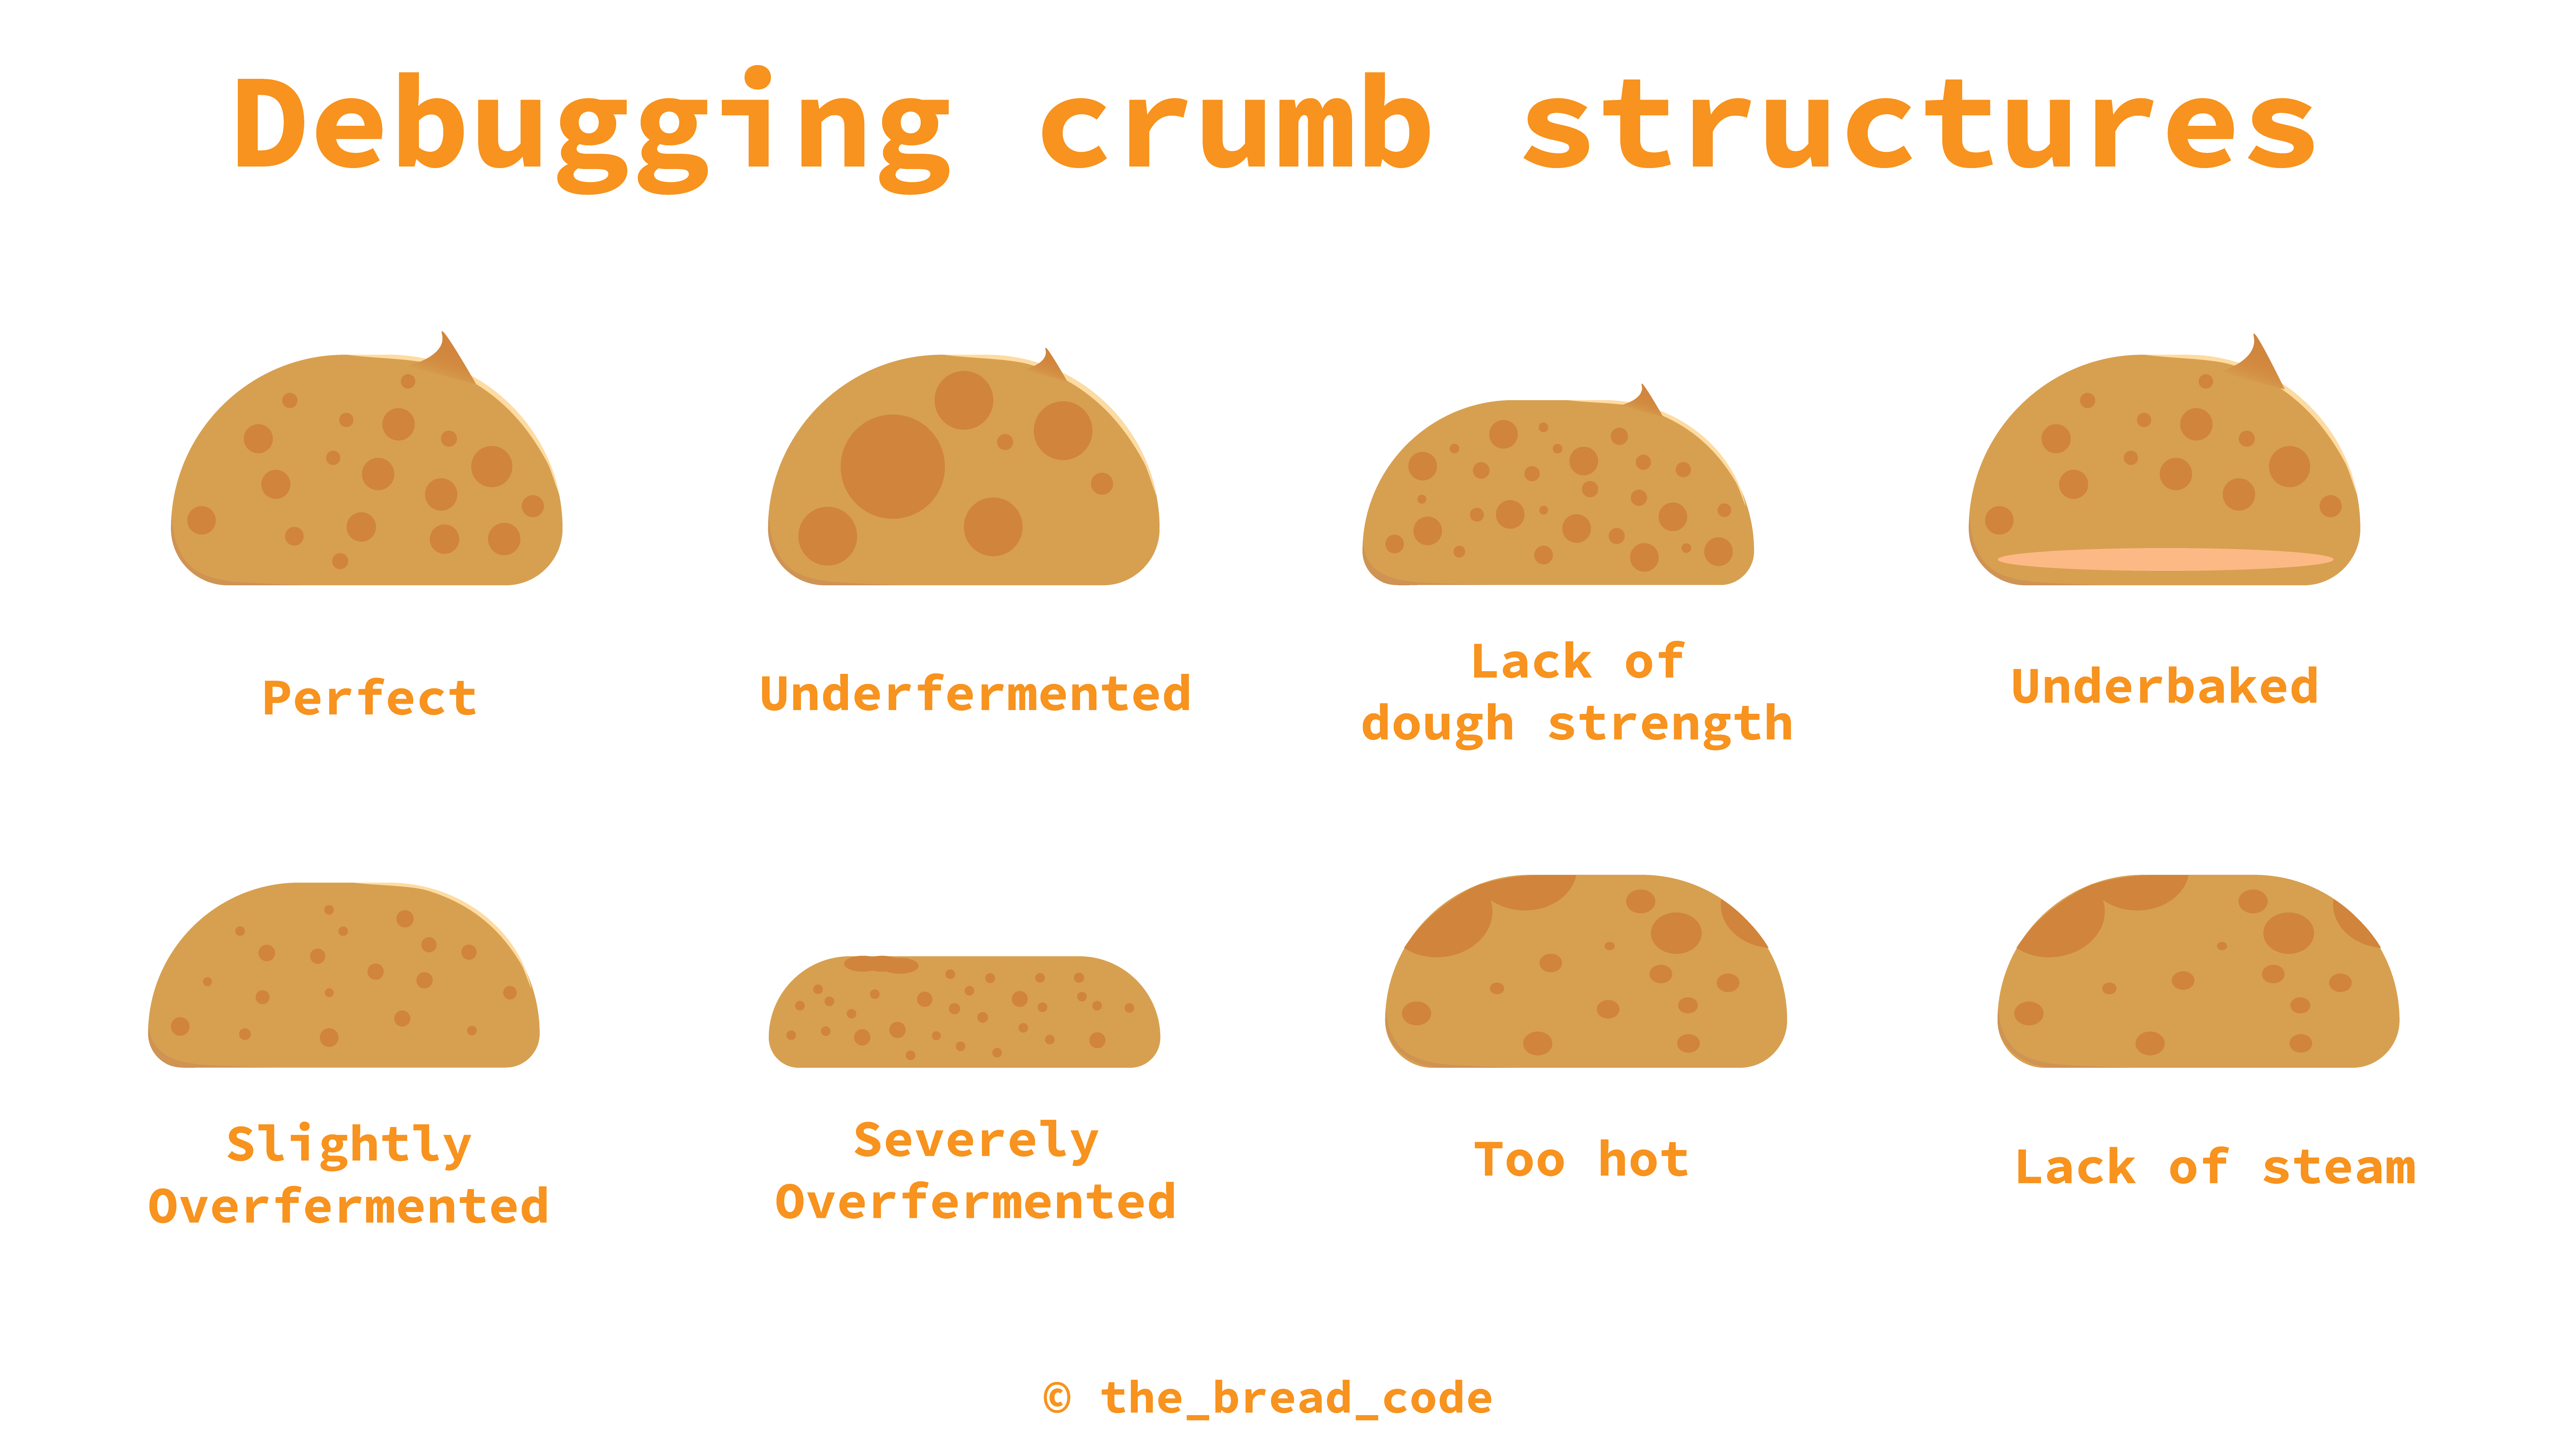 Debugging crumb structures
Perfect
Underfermented
Lack of
dough strength
Underbaked
Slightly
Overfermented
Severely
Overfermented
Too hot
Lack of steam
© the_bread_code